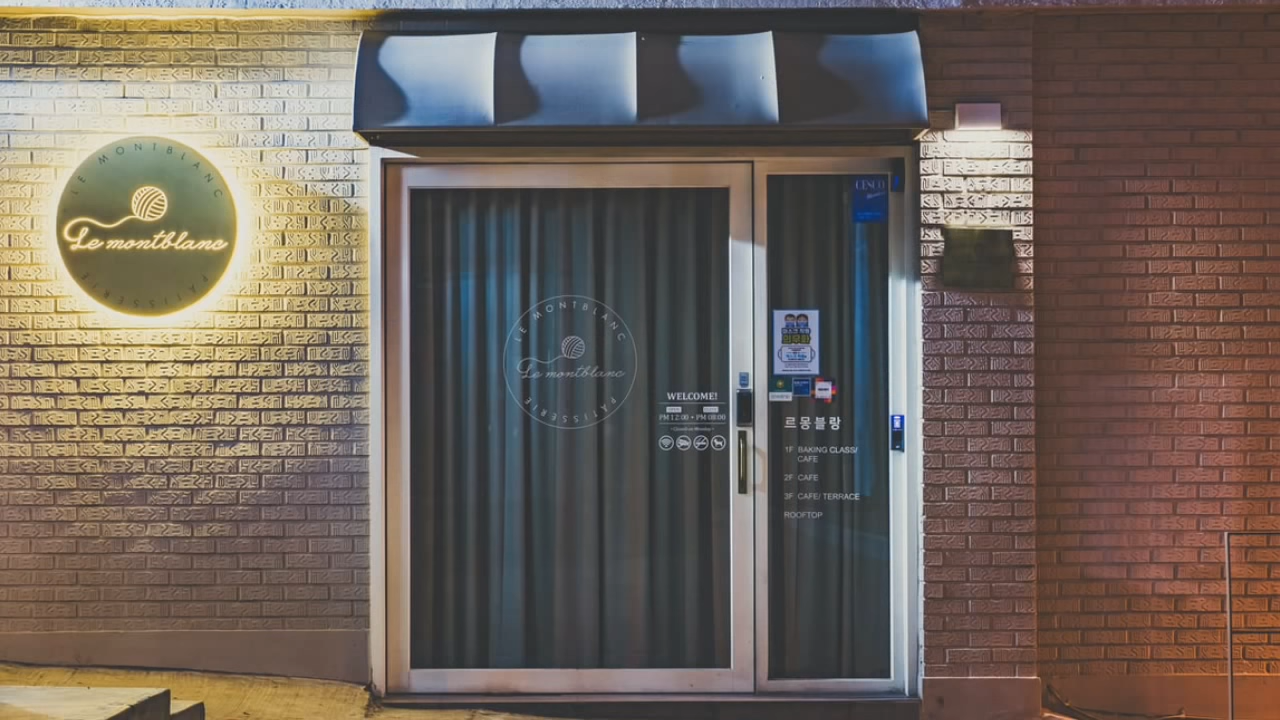 LE MONTBLANC
Le montblanc
PATISSERIE
LE MONTBLANC
Le montblanc
PATISSERIE
WELCOME!
PM 12:00 • PM 08:00
CESCO
르몽블랑
1F BAKING CLASS/
CAFE
2F CAFE
3F CAFE/ TERRACE
ROOFTOP